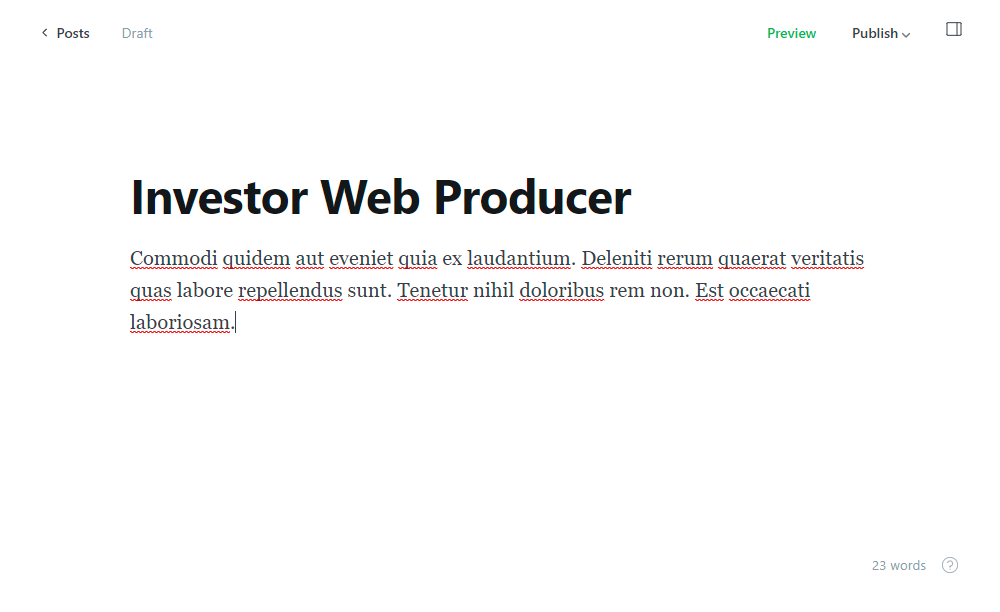 Posts
Draft
Preview
Publish
Investor Web Producer
Commodi quidem aut eveniet quia ex laudantium. Deleniti rerum quaerat veritatis
quas labore repellendus sunt. Tenetur nihil doloribus rem non. Est occaecati
laboriosam.
23 words
?